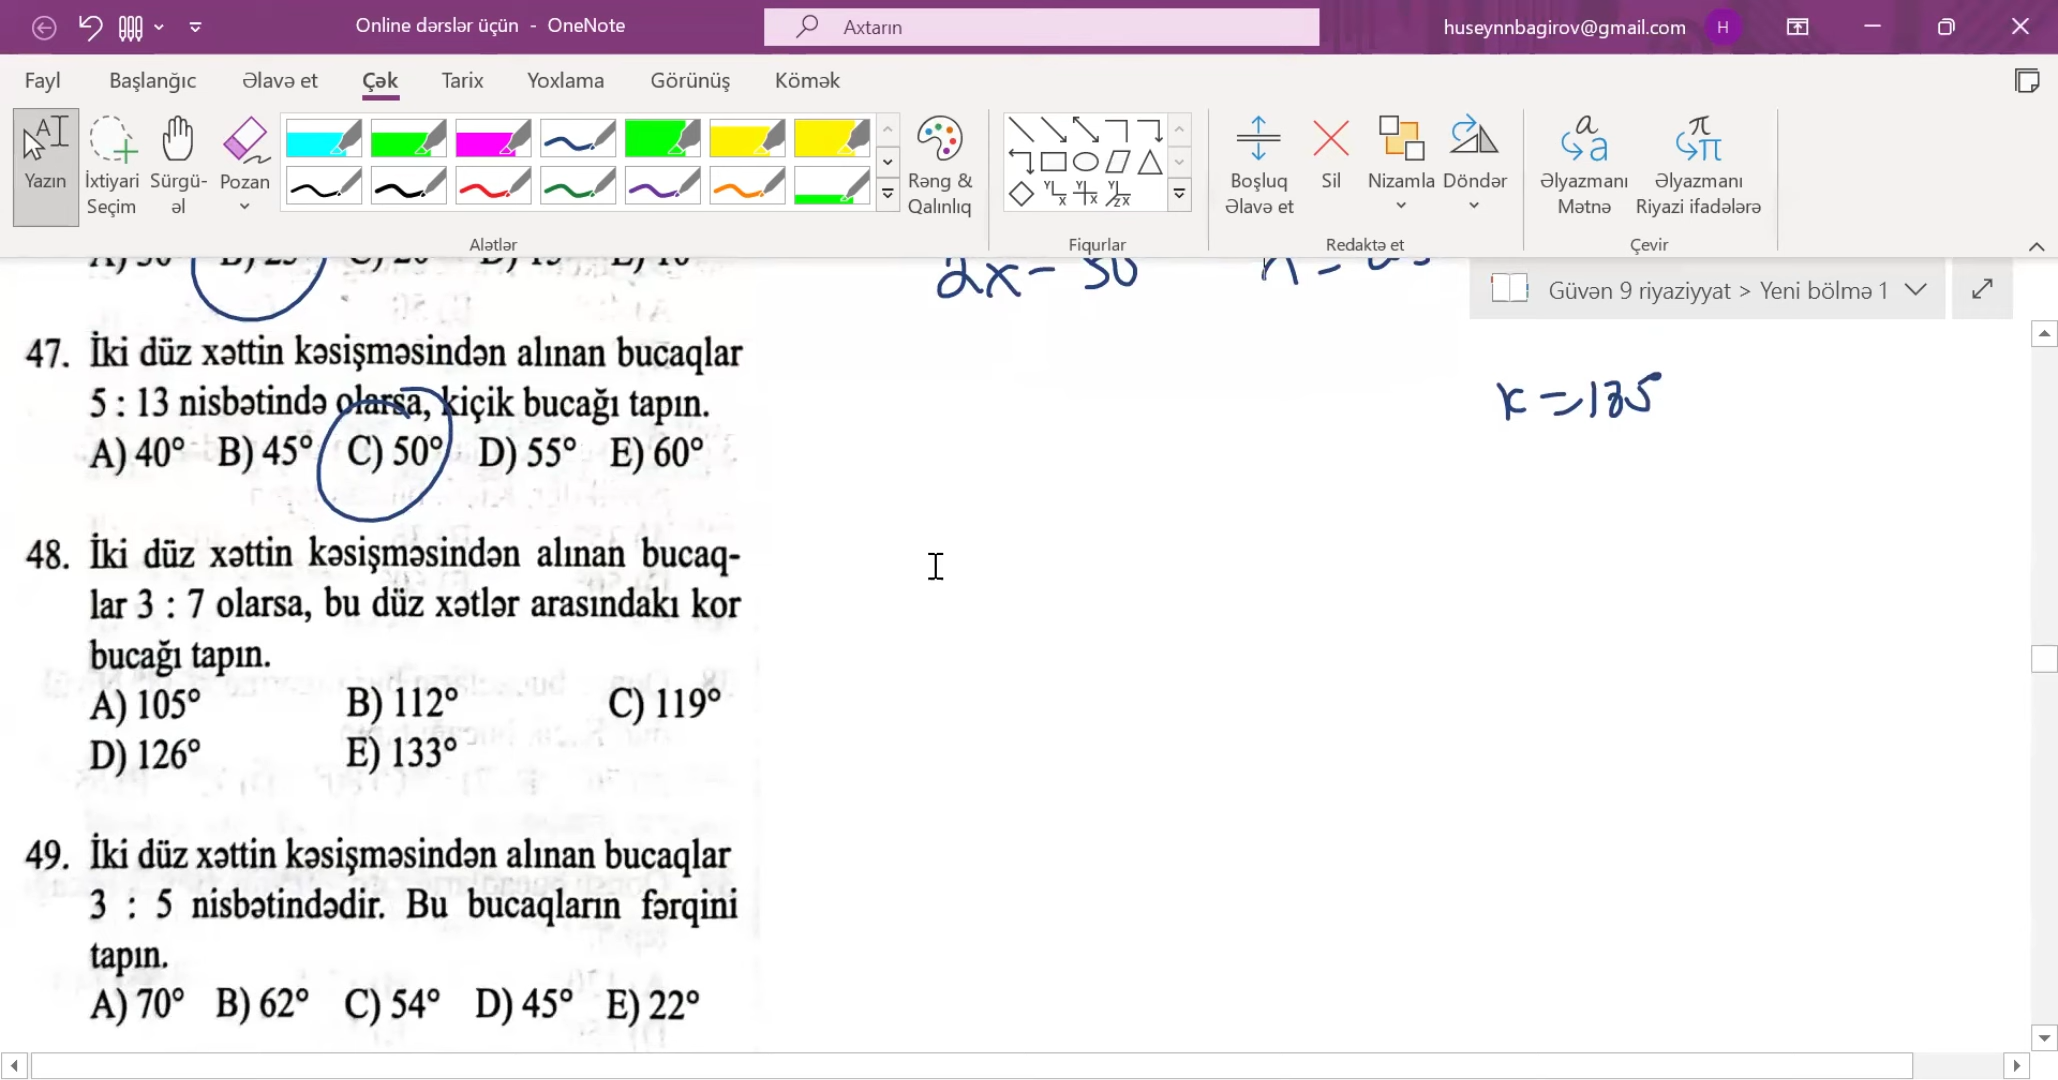 Online dərslər üçün - OneNote
Axtarın
huseynnbagirov@gmail.com
H
Fayl Başlanğıc Əlavə et Çək Tarix Yoxlama Görünüş Kömək
Yazın
İxtiyari Seçim
Sürgü-əl
Pozan
Rəng & Qalınlıq
Boşluq Əlavə et
Sil
Nizamla
Döndər
Əlyazmanı Mətnə
Əlyazmanı Riyazi ifadələrə
Alətlər
Fiqurlar
Redaktə et
Çevir
Güvən 9 riyaziyyat > Yeni bölmə 1
2x - 50
47. İki düz xəttin kəsişməsindən alınan bucaqlar
5 : 13 nisbətində olarsa, kiçik bucağı tapın.
A) 40° B) 45° C) 50° D) 55° E) 60°
x = 135
48. İki düz xəttin kəsişməsindən alınan bucaq-
lar 3 : 7 olarsa, bu düz xətlər arasındakı kor
bucağı tapın.
A) 105° B) 112° C) 119°
D) 126° E) 133°
49. İki düz xəttin kəsişməsindən alınan bucaqlar
3 : 5 nisbətindədir. Bu bucaqların fərqini
tapın.
A) 70° B) 62° C) 54° D) 45° E) 22°